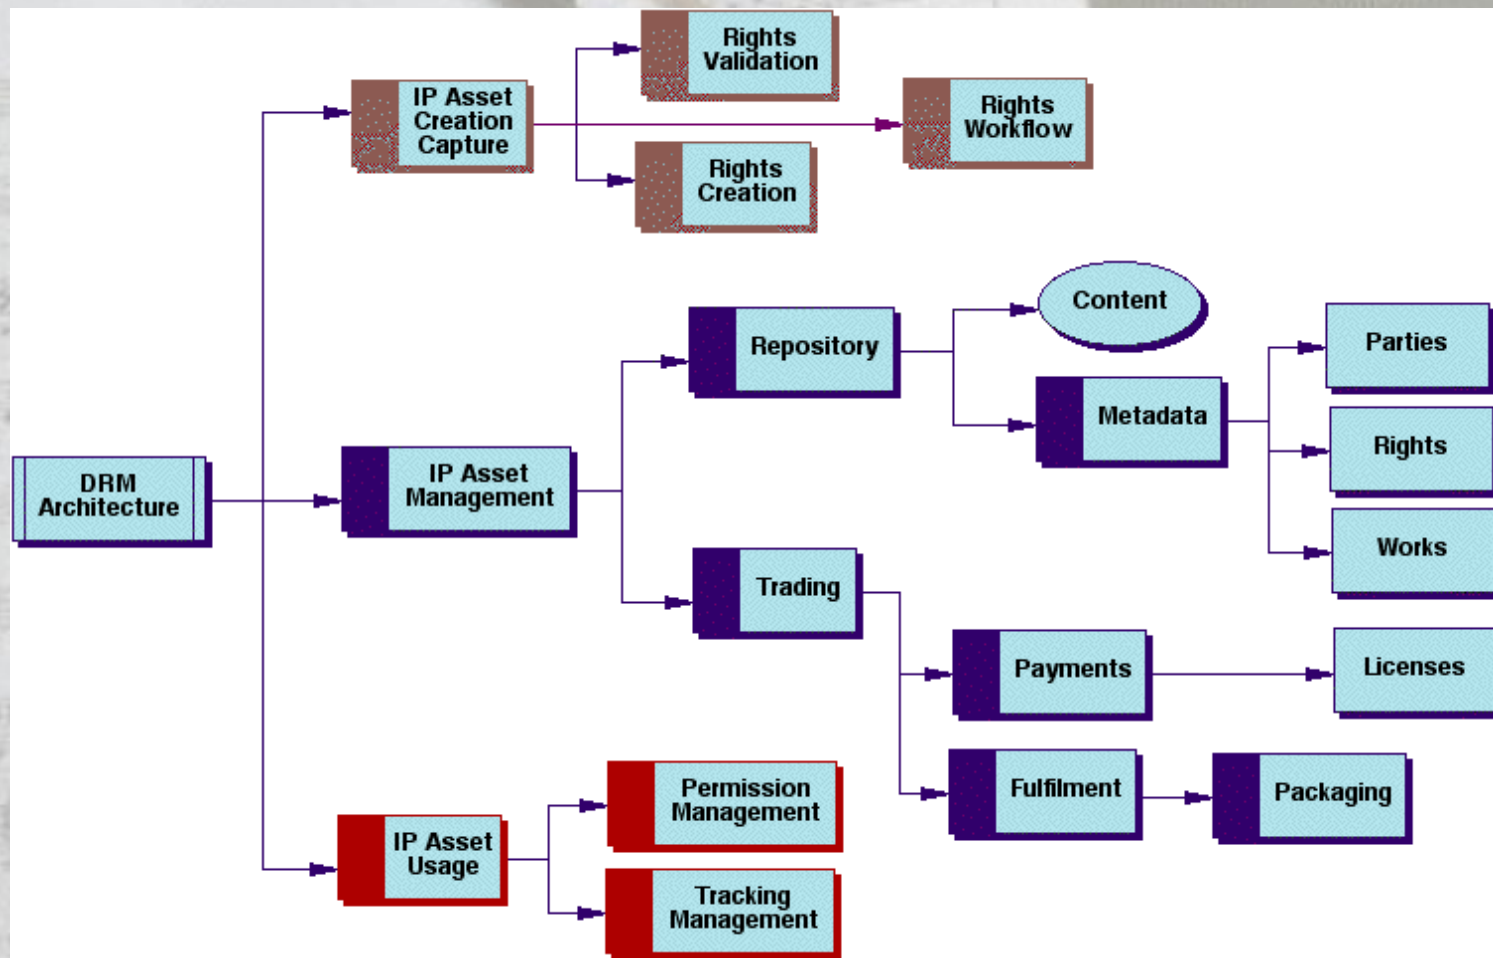 Rights
Validation
IP Asset
Creation
Capture
Rights
Workflow
Rights
Creation
Content
Repository
Parties
Metadata
Rights
DRM
Architecture
IP Asset
Management
Works
Trading
Payments
Licenses
Permission
Management
Fulfilment
Packaging
IP Asset
Usage
Tracking
Management